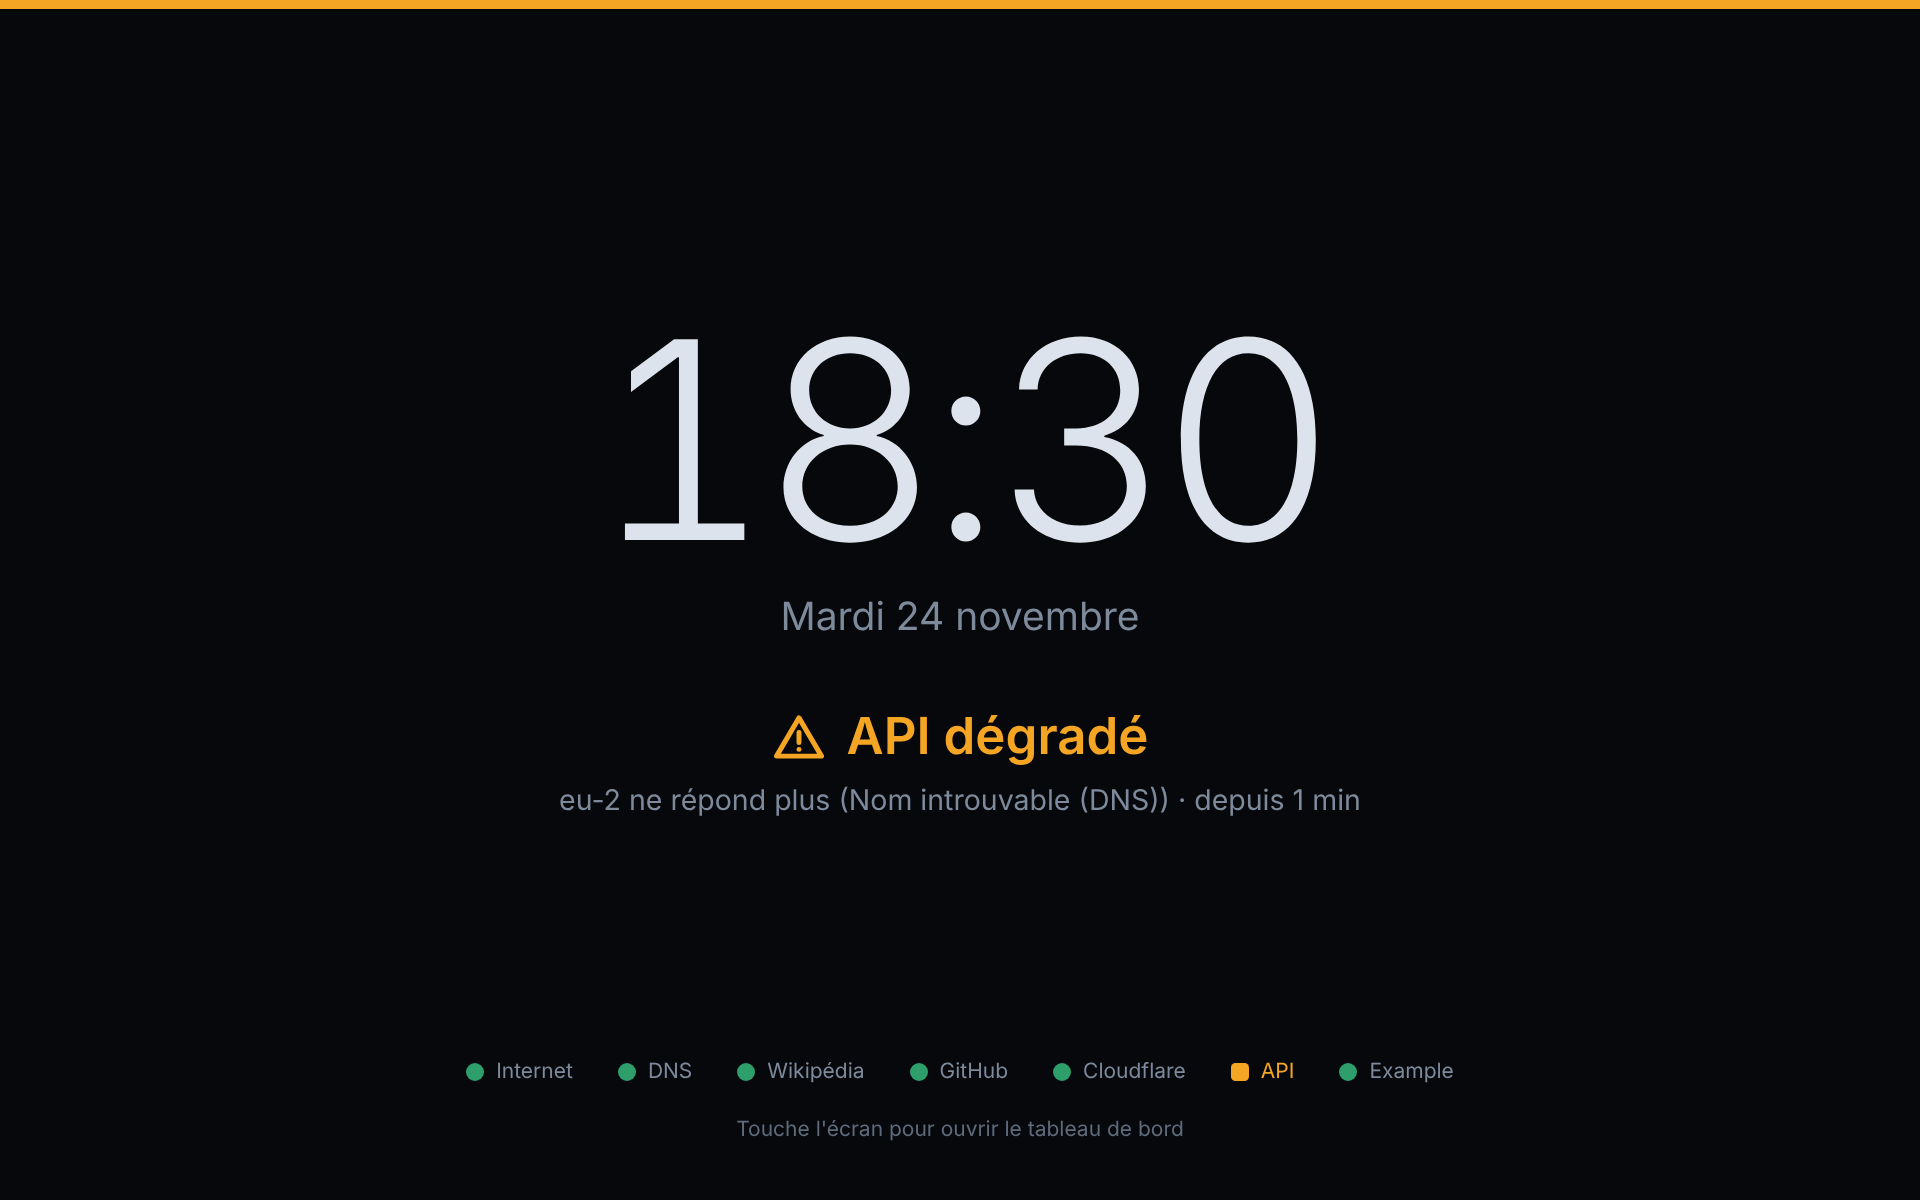 18:30
Mardi 24 novembre
API dégradé
eu-2 ne répond plus (Nom introuvable (DNS)) · depuis 1 min
Internet DNS Wikipédia GitHub Cloudflare API Example
Touche l'écran pour ouvrir le tableau de bord